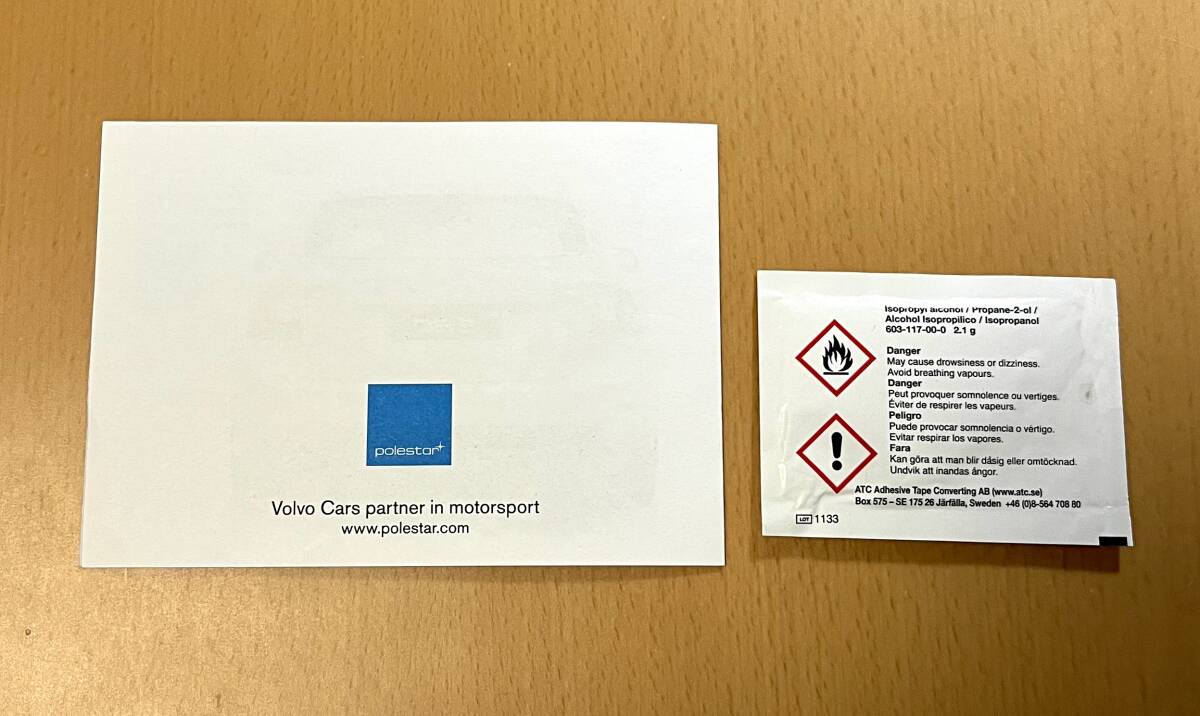 polestar
Volvo Cars partner in motorsport
www.polestar.com
Isopropyl alcohol / Propane-2-ol /
Alcohol Isopropilico / Isopropanol
603-117-00-0 2.1 g
Danger
May cause drowsiness or dizziness.
Avoid breathing vapours.
Danger
Peut provoquer somnolence ou vertiges.
Éviter de respirer les vapeurs.
Peligro
Puede provocar somnolencia o vértigo.
Evitar respirar los vapores.
Fara
Kan göra att man blir dåsig eller omtöcknad.
Undvik att inandas ångor.
ATC Adhesive Tape Converting AB (www.atc.se)
Box 575 – SE 175 26 Järfälla, Sweden +46 (0)8-564 708 80
LOT 1133